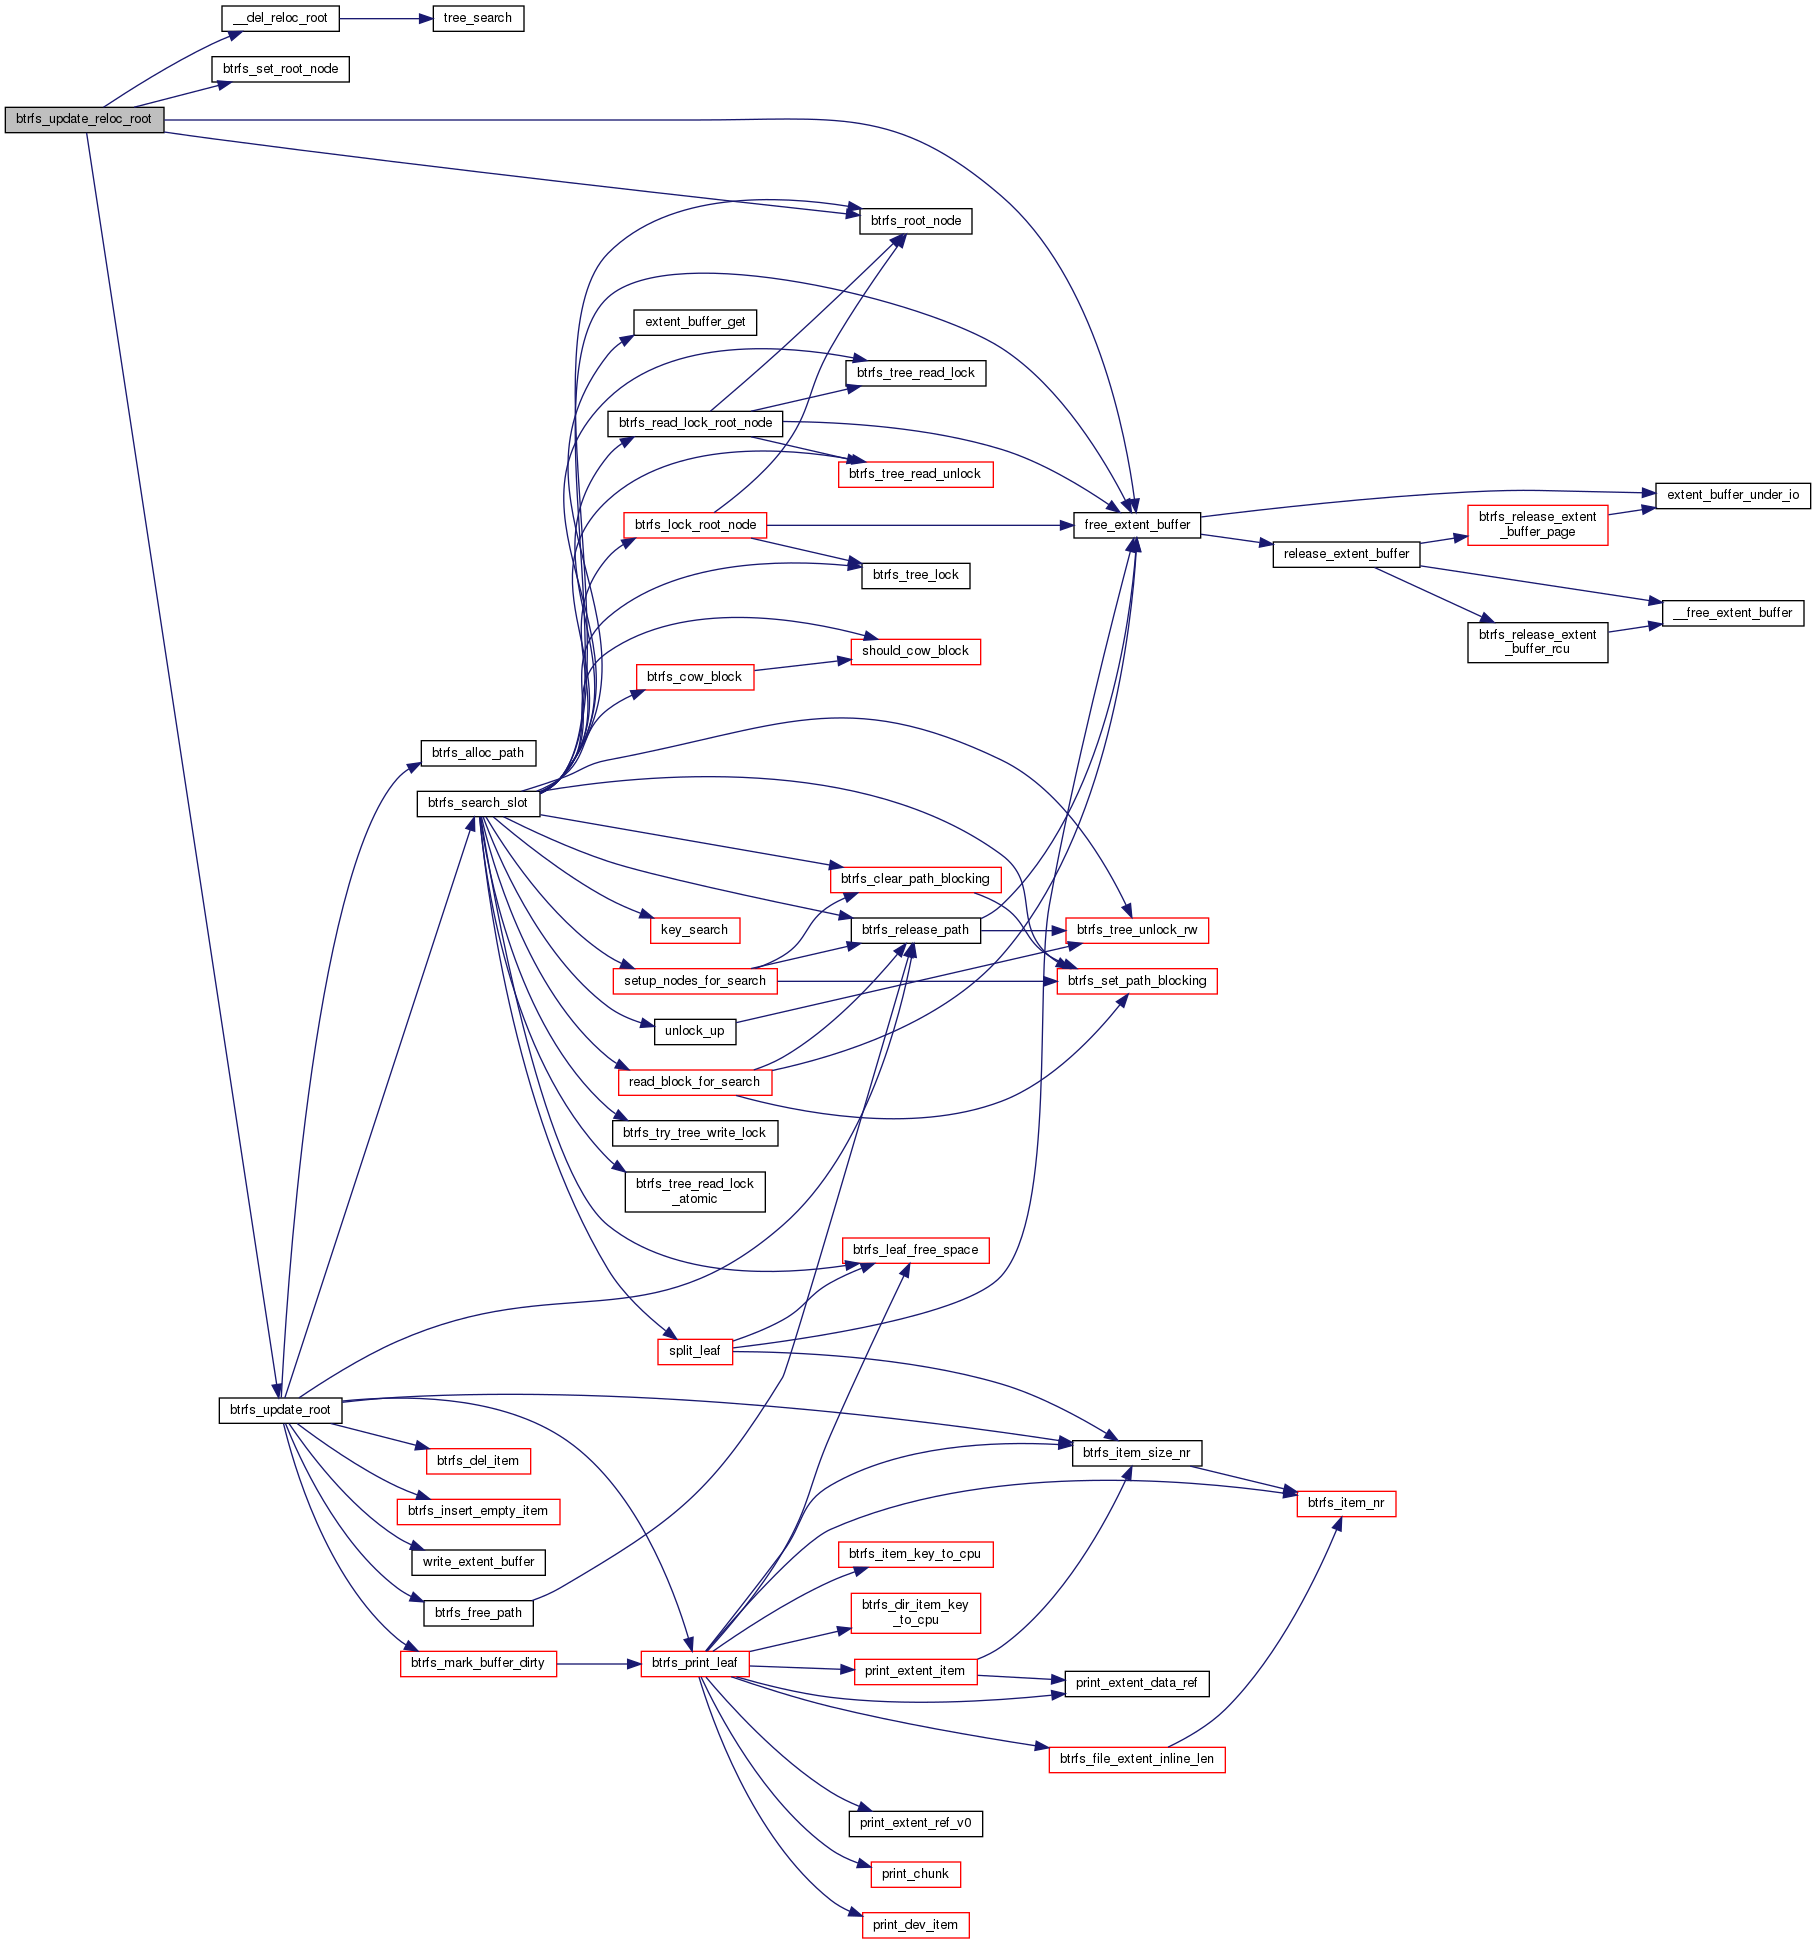 __del_reloc_root
tree_search
btrfs_set_root_node
btrfs_update_reloc_root
btrfs_root_node
extent_buffer_get
btrfs_tree_read_lock
btrfs_read_lock_root_node
btrfs_tree_read_unlock
btrfs_lock_root_node
free_extent_buffer
extent_buffer_under_io
btrfs_release_extent
_buffer_page
release_extent_buffer
btrfs_tree_lock
__free_extent_buffer
btrfs_release_extent
_buffer_rcu
should_cow_block
btrfs_cow_block
btrfs_alloc_path
btrfs_search_slot
btrfs_clear_path_blocking
key_search
btrfs_release_path
btrfs_tree_unlock_rw
setup_nodes_for_search
btrfs_set_path_blocking
unlock_up
read_block_for_search
btrfs_try_tree_write_lock
btrfs_tree_read_lock
_atomic
btrfs_leaf_free_space
split_leaf
btrfs_update_root
btrfs_item_size_nr
btrfs_del_item
btrfs_item_nr
btrfs_insert_empty_item
write_extent_buffer
btrfs_item_key_to_cpu
btrfs_free_path
btrfs_dir_item_key
_to_cpu
btrfs_mark_buffer_dirty
btrfs_print_leaf
print_extent_item
print_extent_data_ref
btrfs_file_extent_inline_len
print_extent_ref_v0
print_chunk
print_dev_item